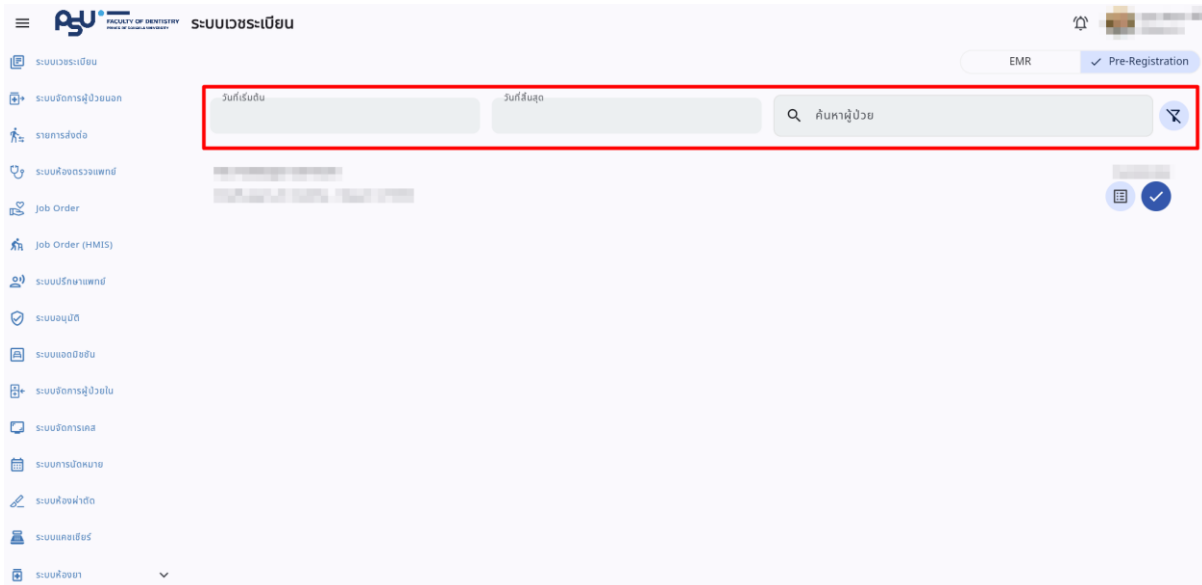 PSU FACULTY OF DENTISTRY ระบบเวชระเบียน
PRINCE OF SONGKLA UNIVERSITY
EMR Pre-Registration
ระบบเวชระเบียน
ระบบจัดการผู้ป่วยนอก
วันที่เริ่มต้น วันที่สิ้นสุด
ค้นหาผู้ป่วย
รายการส่งต่อ
ระบบห้องตรวจแพทย์
Job Order
Job Order (HMIS)
ระบบปรึกษาแพทย์
ระบบอนุมัติ
ระบบแอดมิชชัน
ระบบจัดการผู้ป่วยใน
ระบบจัดการเคส
ระบบการนัดหมาย
ระบบห้องผ่าตัด
ระบบแคชเชียร์
ระบบห้องยา